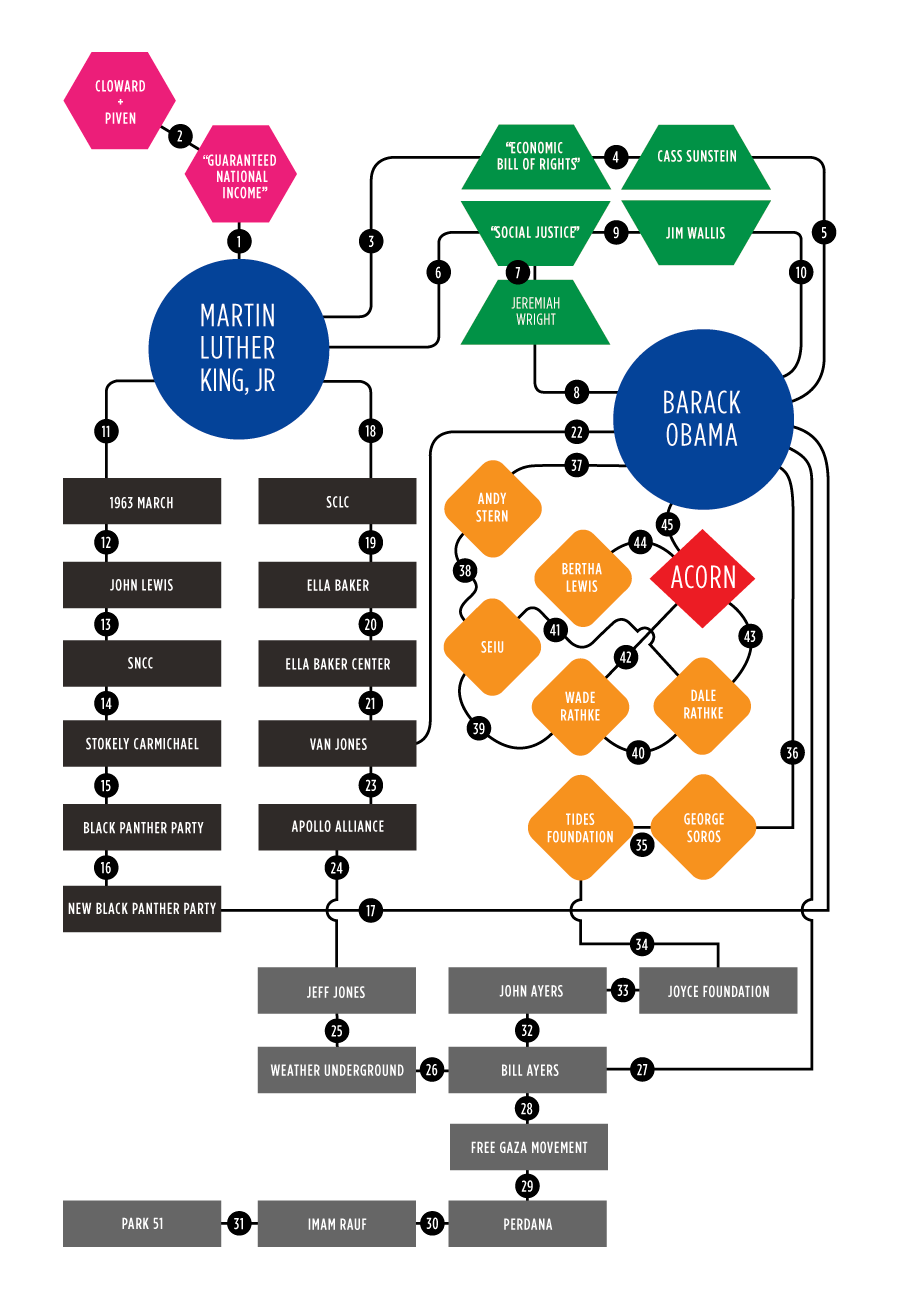 CLOWARD
+
PIVEN
2
"GUARANTEED
NATIONAL
INCOME"
1
3
"ECONOMIC
BILL OF RIGHTS"
4
CASS SUNSTEIN
5
6
"SOCIAL JUSTICE"
9
JIM WALLIS
10
7
JEREMIAH
WRIGHT
8
MARTIN
LUTHER
KING, JR
BARACK
OBAMA
11
18
22
37
1963 MARCH
SCLC
ANDY
STERN
45
12
19
38
44
JOHN LEWIS
ELLA BAKER
BERTHA
LEWIS
ACORN
13
20
41
43
SNCC
ELLA BAKER CENTER
SEIU
42
14
21
39
WADE
RATHKE
DALE
RATHKE
40
36
STOKELY CARMICHAEL
VAN JONES
15
23
BLACK PANTHER PARTY
APOLLO ALLIANCE
TIDES
FOUNDATION
35
GEORGE
SOROS
16
24
NEW BLACK PANTHER PARTY
17
34
JEFF JONES
JOHN AYERS
33
JOYCE FOUNDATION
25
32
WEATHER UNDERGROUND
26
BILL AYERS
27
28
FREE GAZA MOVEMENT
29
PARK 51
31
IMAM RAUF
30
PERDANA